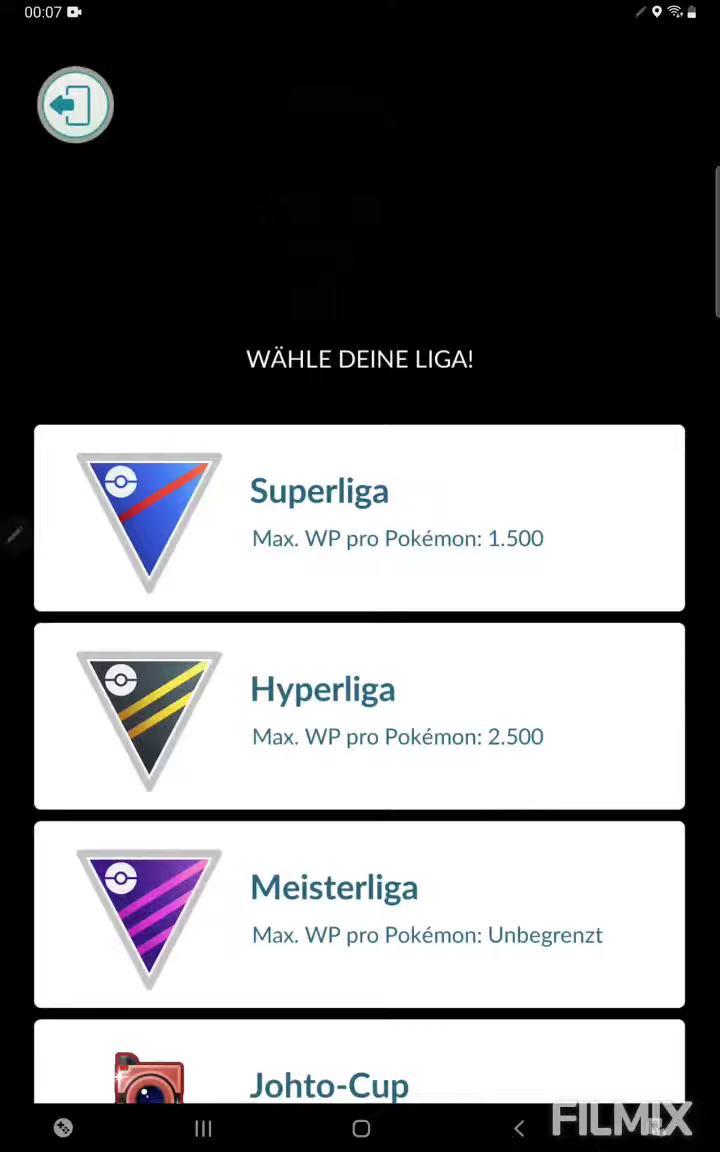 00:07
WÄHLE DEINE LIGA!
Superliga
Max. WP pro Pokémon: 1.500
Hyperliga
Max. WP pro Pokémon: 2.500
Meisterliga
Max. WP pro Pokémon: Unbegrenzt
Johto-Cup
FILMIX